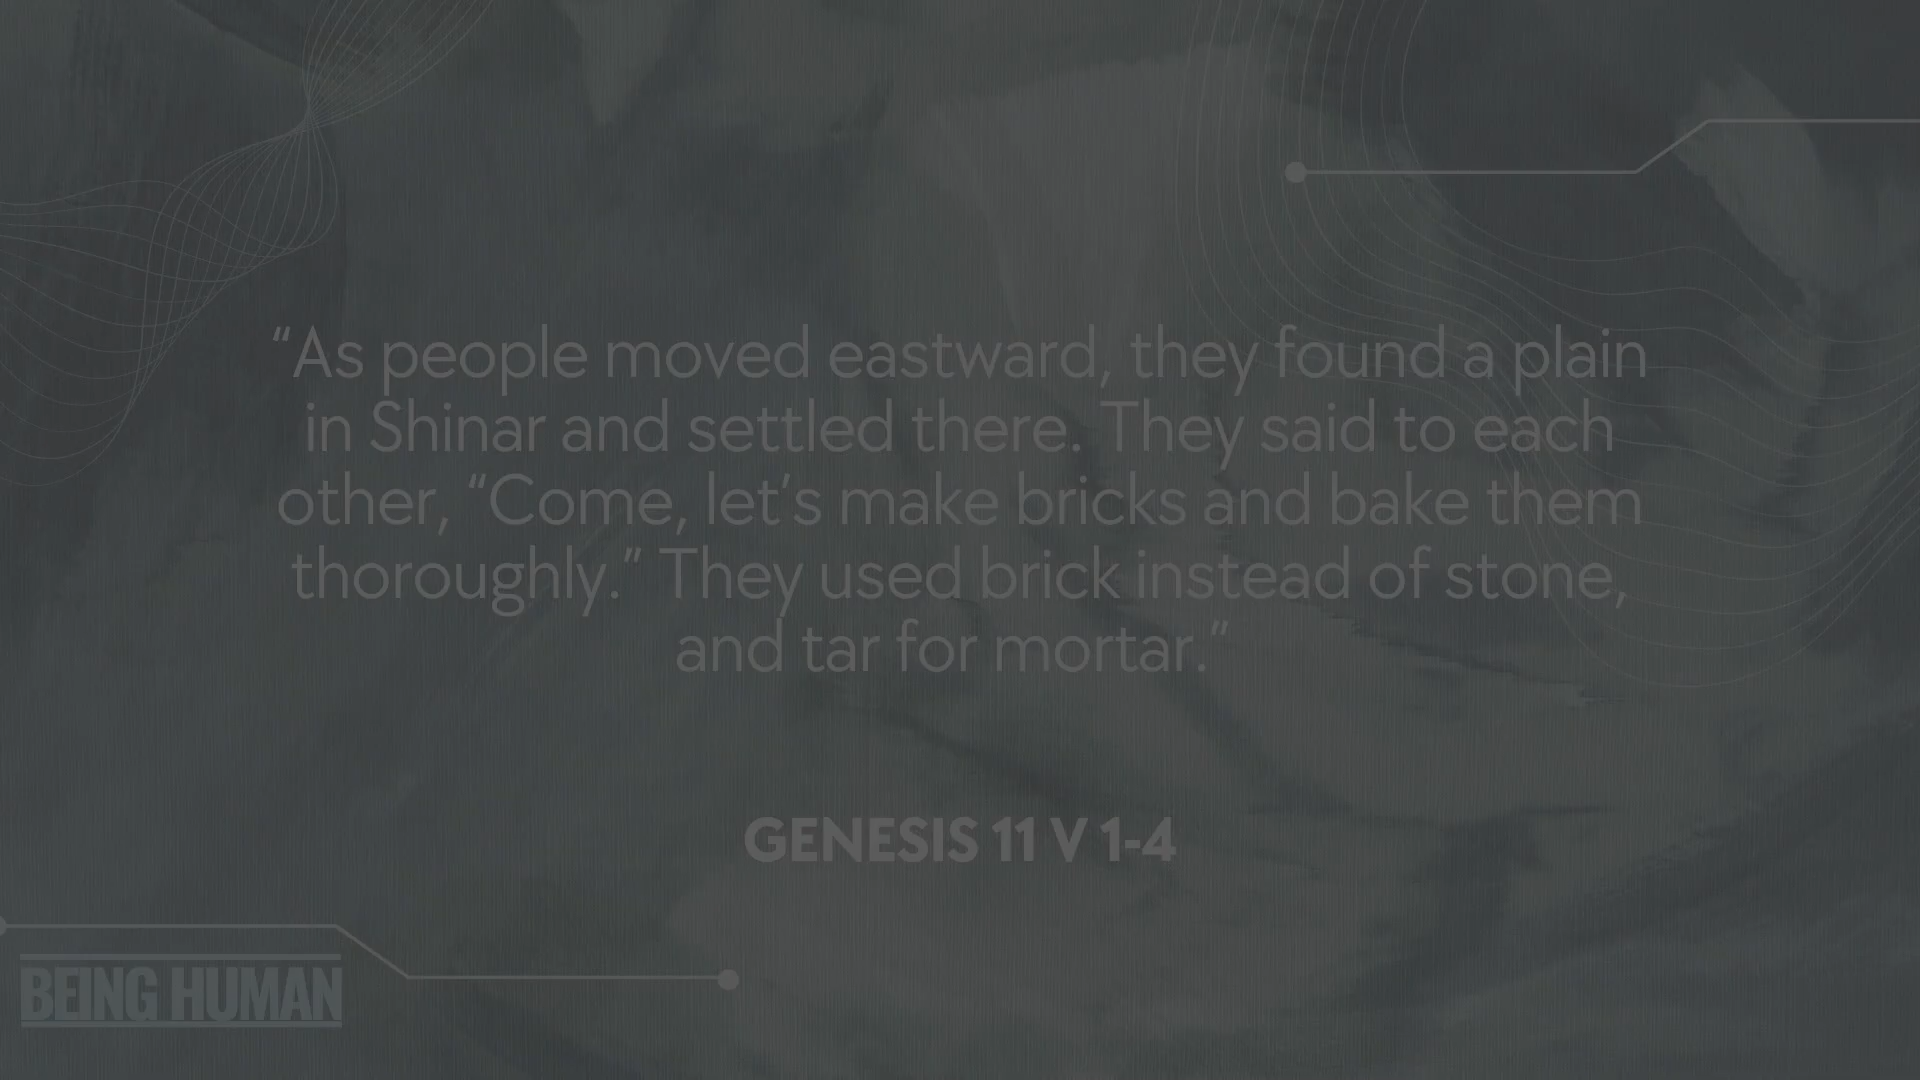 “As people moved eastward, they found a plain
in Shinar and settled there. They said to each
other, “Come, let’s make bricks and bake them
thoroughly.” They used brick instead of stone,
and tar for mortar.”
GENESIS 11 V 1-4
BEING HUMAN